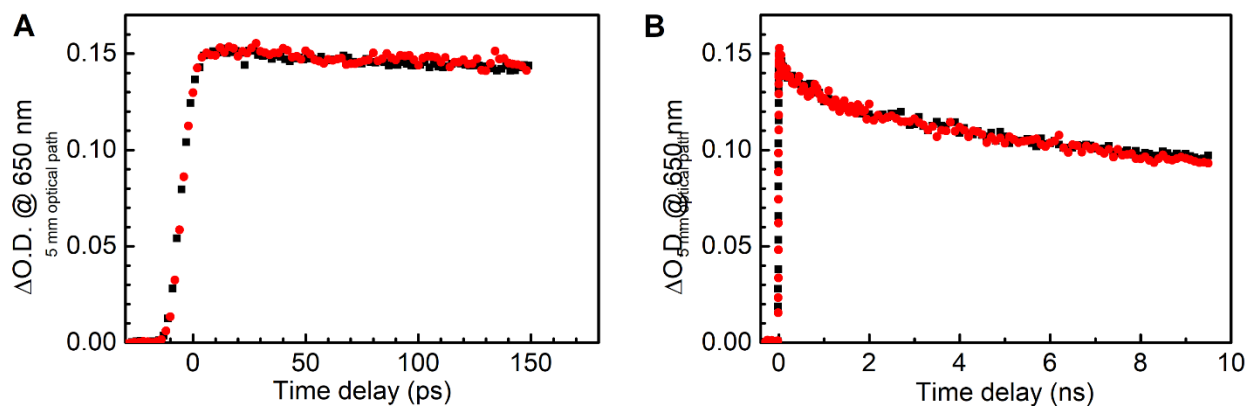 A
ΔO.D. @ 650 nm
5 mm optical path
0.15
0.10
0.05
0.00
0
50
100
150
Time delay (ps)
B
ΔO.D. @ 650 nm
5 mm optical path
0.15
0.10
0.05
0.00
0
2
4
6
8
10
Time delay (ns)